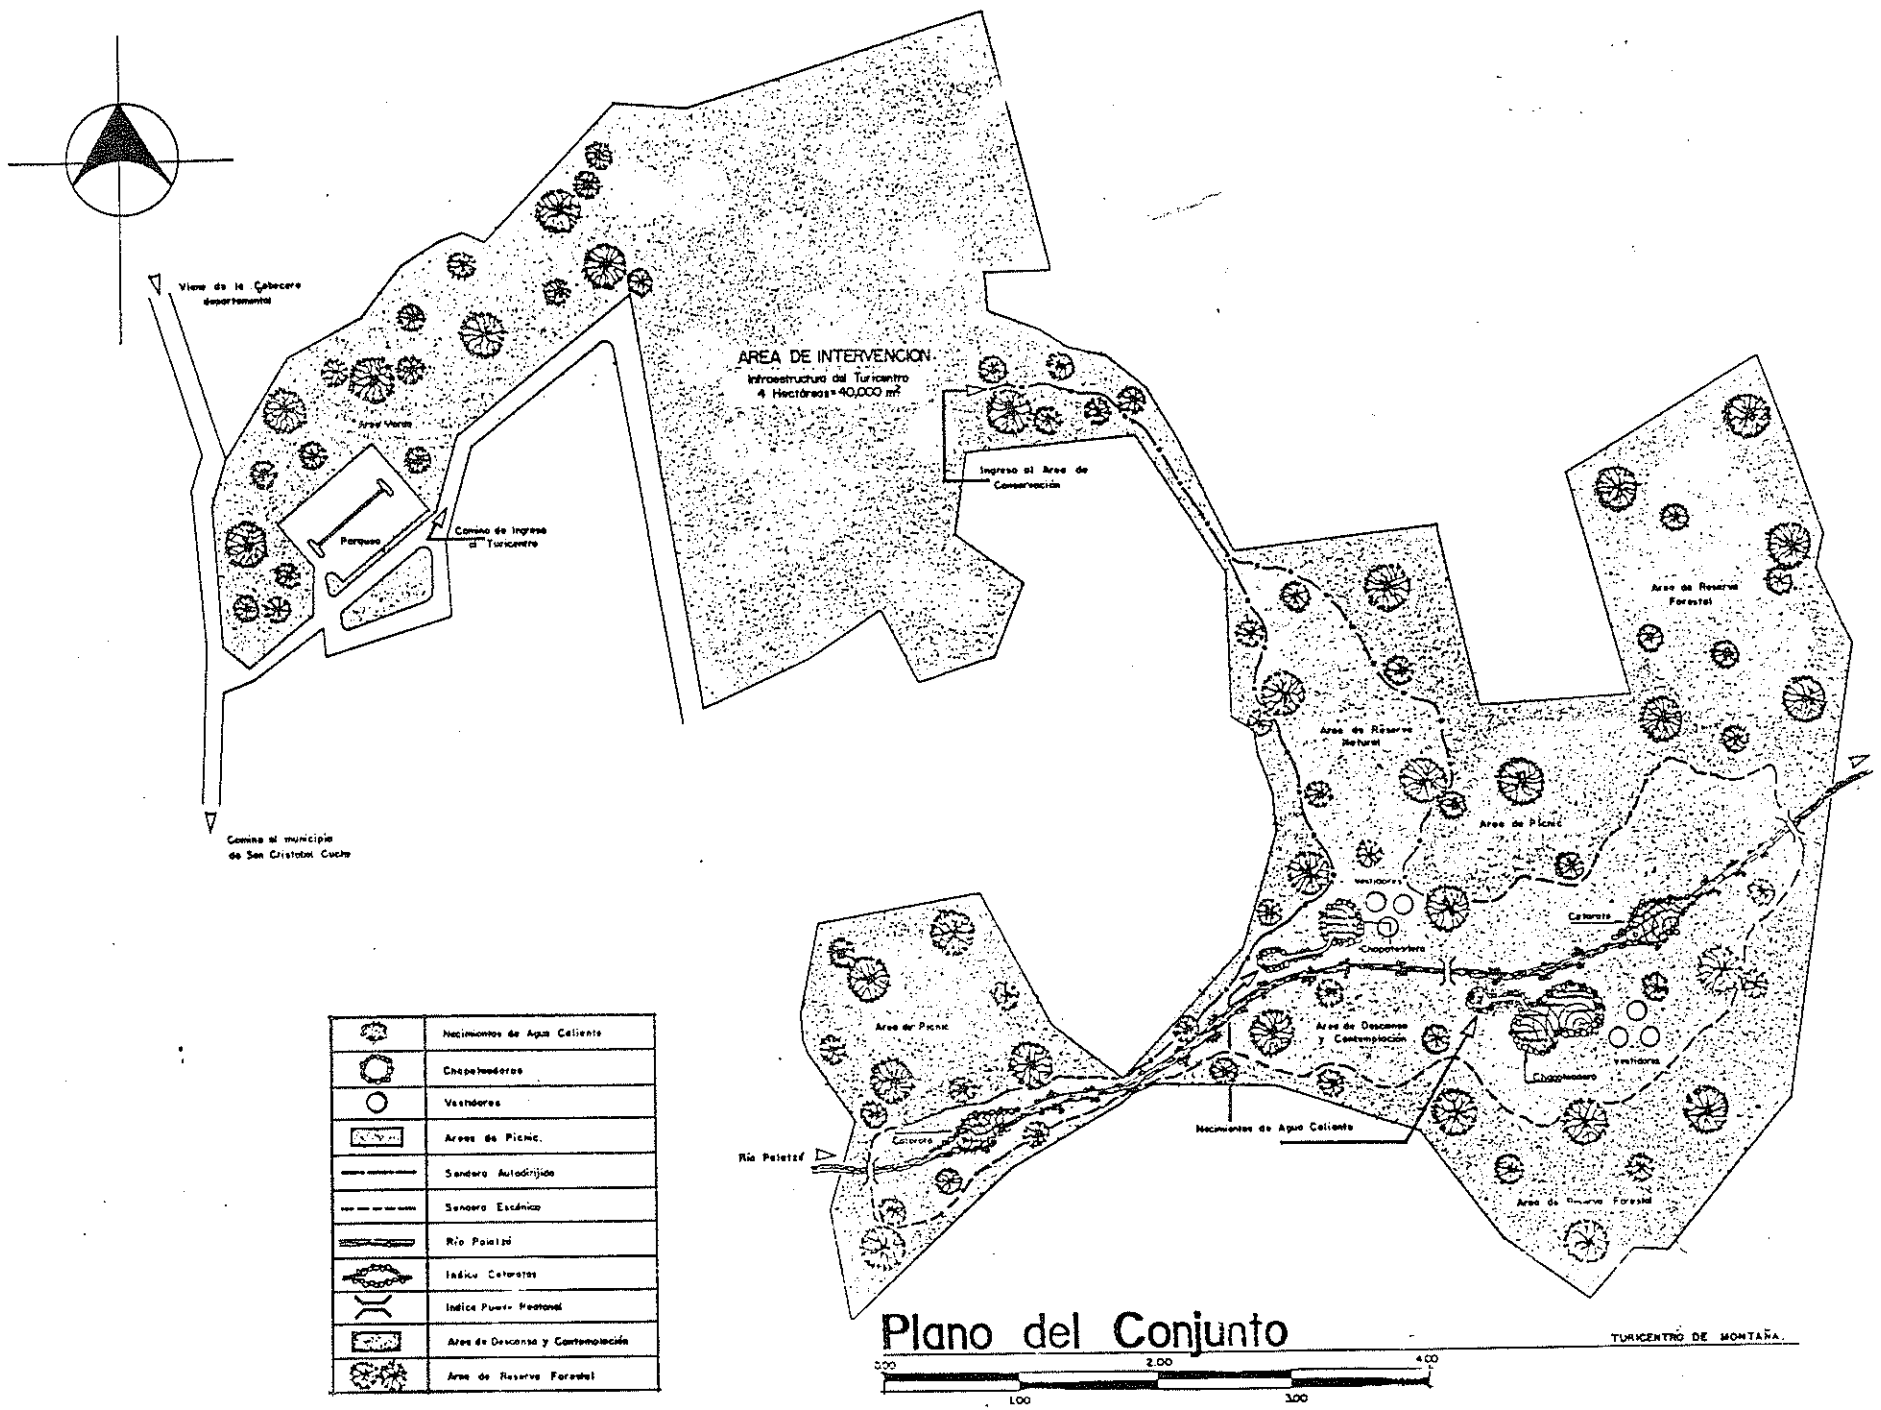 Viene de la Cabecera
departamental
AREA DE INTERVENCION
Infraestructura del Turicentro
4 Hectáreas = 40,000 m²
Area Verde
Ingreso al Area de
Conservación
Parqueo
Camino de Ingreso
al Turicentro
Area de Reserva
Forestal
Area de Reserva
Natural
Area de Picnic
Camino al municipio
de San Cristobal Cucho
Vestidores
Catarata
Chapoteadero
Area de Picnic
Area de Descanso
y Contemplación
Vestidores
Chapoteadero
Nacimientos de Agua Caliente
Catarata
Río Palatzá
Area de Reserva Forestal
Nacimientos de Agua Caliente
Chapoteaderos
Vestidores
Areas de Picnic.
Sendero Autodirijido
Sendero Escénico
Río Palatzá
Indica Cataratas
Indica Puente Peatonal
Area de Descanso y Contemplación
Area de Reserva Forestal
Plano del Conjunto
TURICENTRO DE MONTAÑA.
0.00 2.00 4.00
1.00 3.00